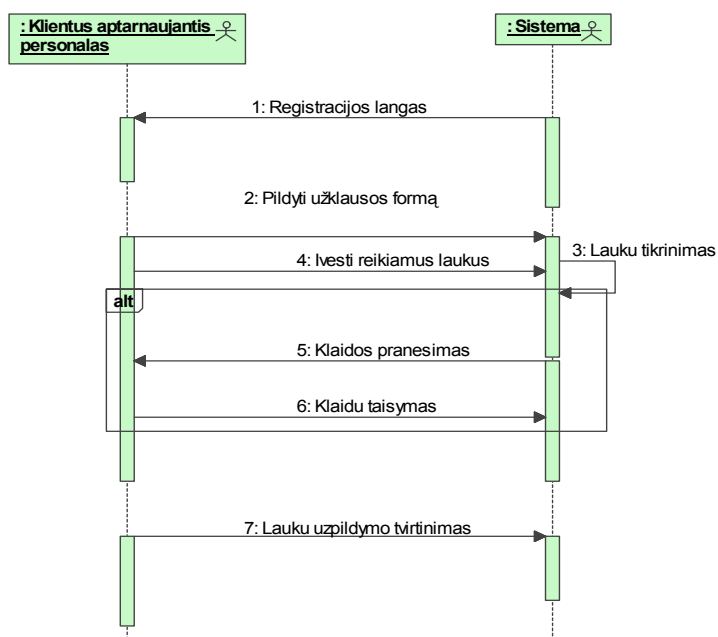 : Klientus aptarnaujantis
personalas
: Sistema
1: Registracijos langas
2: Pildyti užklausos formą
3: Lauku tikrinimas
4: Ivesti reikiamus laukus
alt
5: Klaidos pranesimas
6: Klaidu taisymas
7: Lauku uzpildymo tvirtinimas